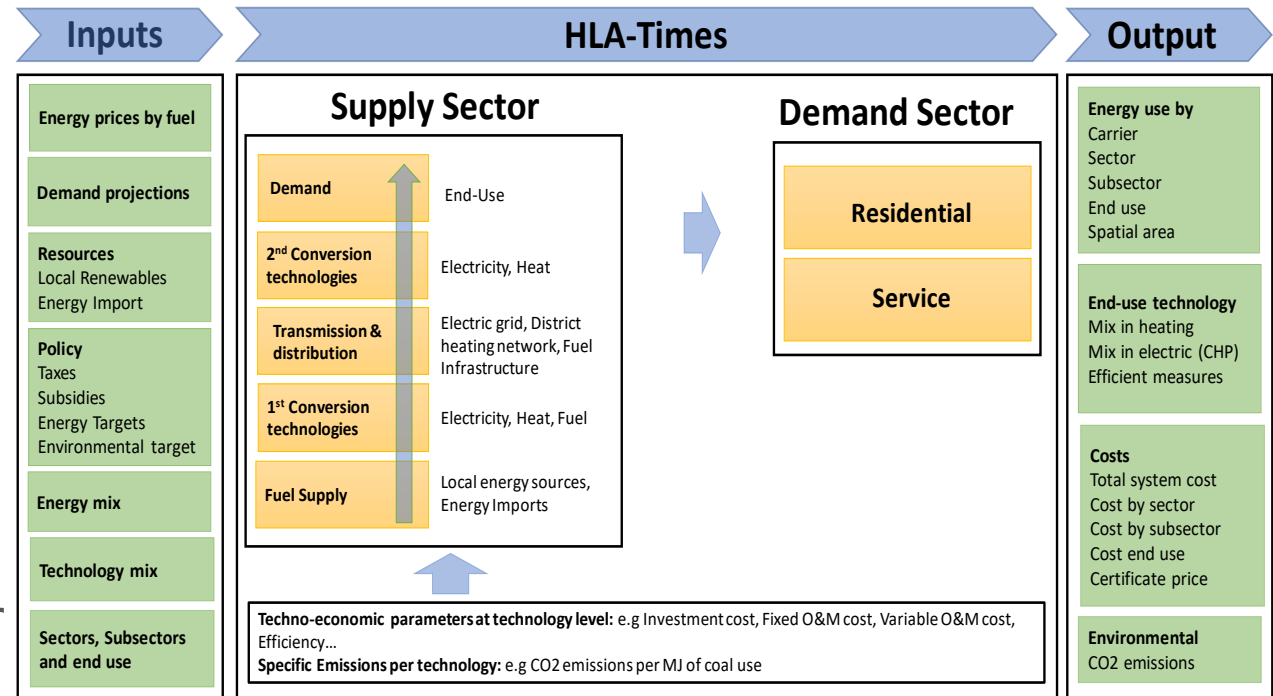 Inputs
HLA-Times
Output
Energy prices by fuel
Demand projections
Resources
Local Renewables
Energy Import
Policy
Taxes
Subsidies
Energy Targets
Environmental target
Energy mix
Technology mix
Sectors, Subsectors
and end use
Supply Sector
Demand
End-Use
2nd Conversion
technologies
Electricity, Heat
Transmission &
distribution
Electric grid, District
heating network, Fuel
Infrastructure
1st Conversion
technologies
Electricity, Heat, Fuel
Fuel Supply
Local energy sources,
Energy Imports
Demand Sector
Residential
Service
Techno-economic parameters at technology level: e.g Investment cost, Fixed O&M cost, Variable O&M cost,
Efficiency…
Specific Emissions per technology: e.g CO2 emissions per MJ of coal use
Energy use by
Carrier
Sector
Subsector
End use
Spatial area
End-use technology
Mix in heating
Mix in electric (CHP)
Efficient measures
Costs
Total system cost
Cost by sector
Cost by subsector
Cost end use
Certificate price
Environmental
CO2 emissions